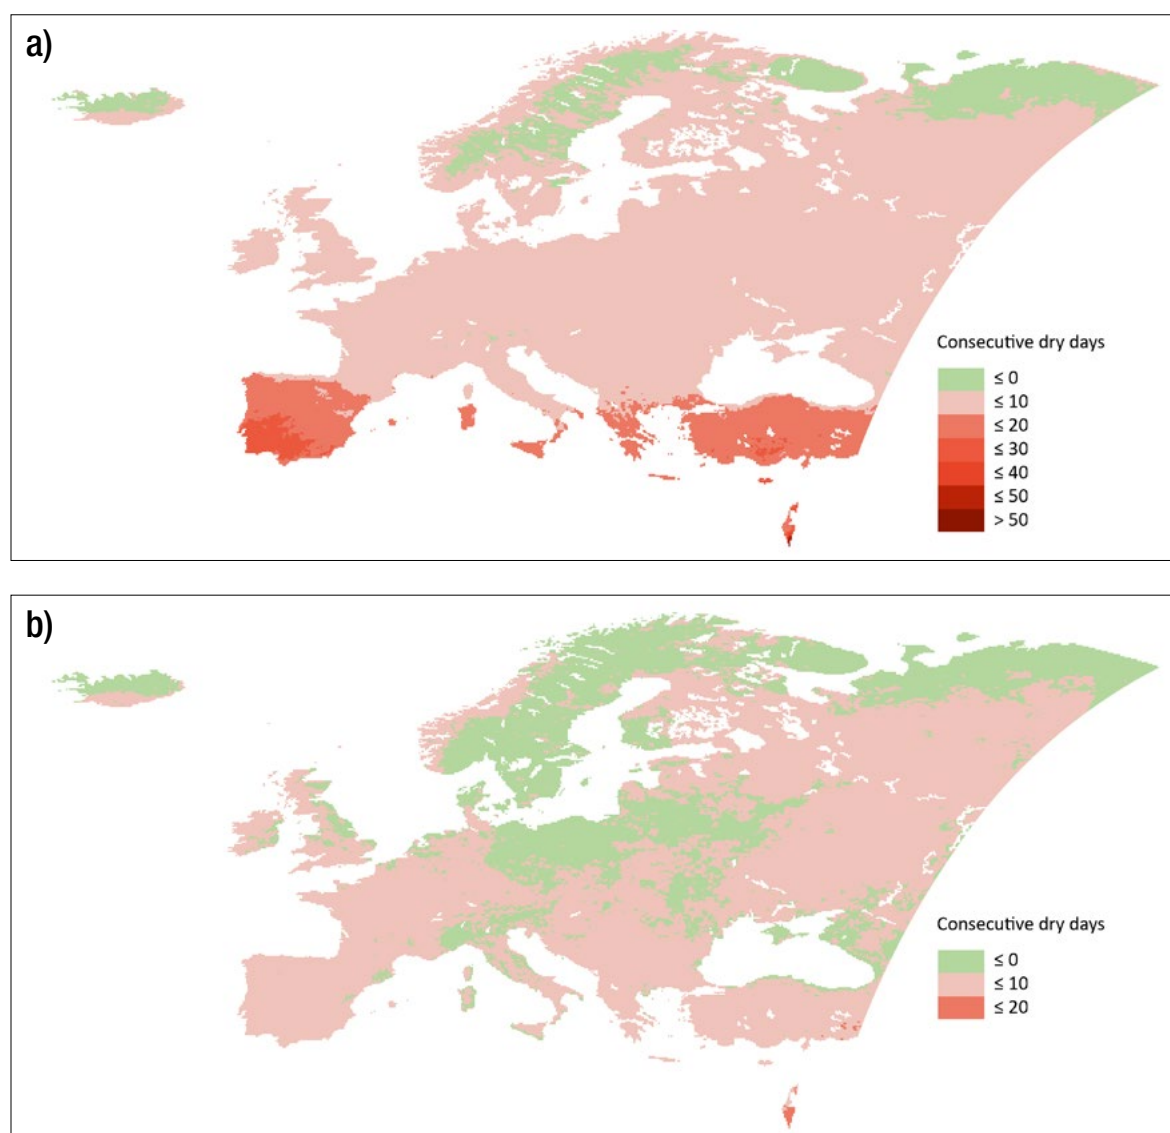 a)
Consecutive dry days
≤ 0
≤ 10
≤ 20
≤ 30
≤ 40
≤ 50
> 50
b)
Consecutive dry days
≤ 0
≤ 10
≤ 20